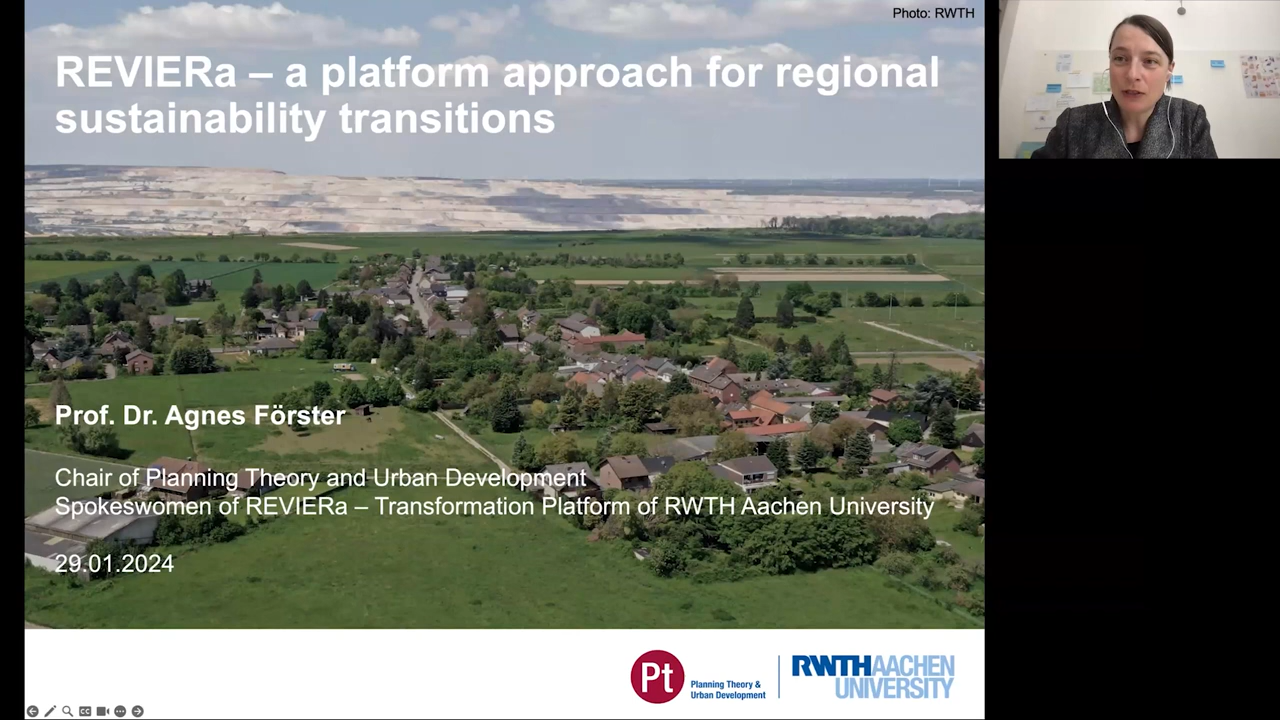 Photo: RWTH
REVIERa – a platform approach for regional
sustainability transitions
Prof. Dr. Agnes Förster
Chair of Planning Theory and Urban Development
Spokeswomen of REVIERa – Transformation Platform of RWTH Aachen University
29.01.2024
Pt
Planning Theory &
Urban Development
RWTHAACHEN
UNIVERSITY